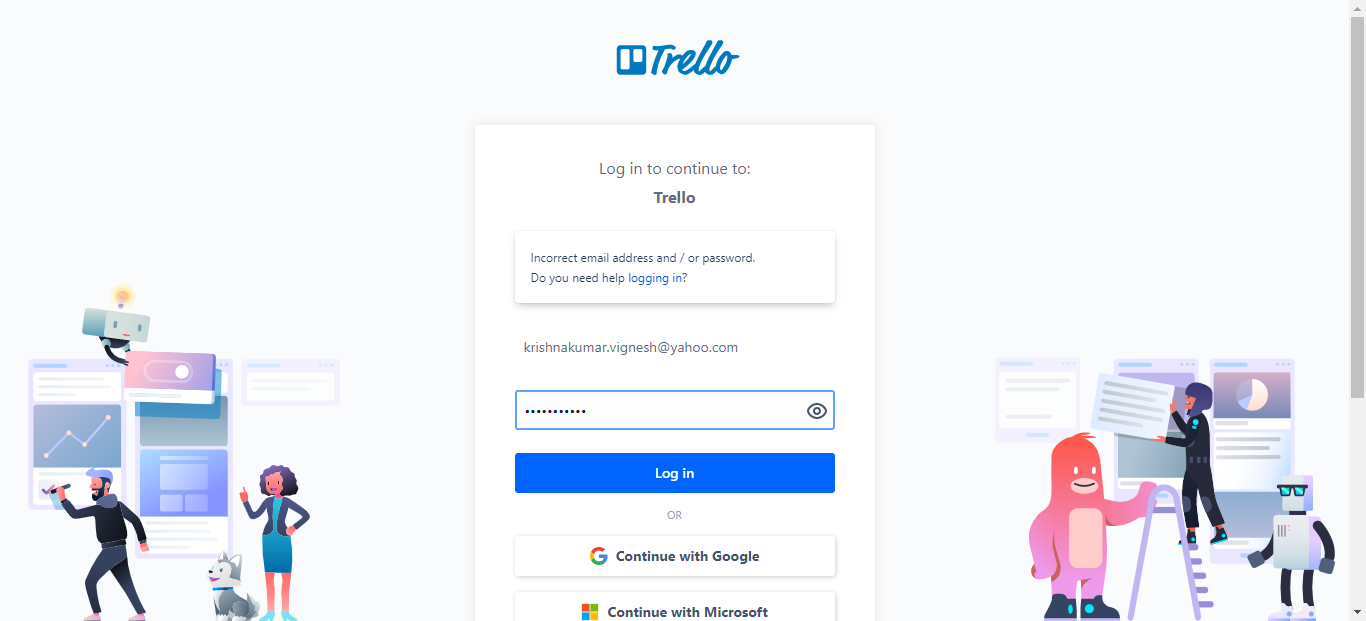 Trello
Log in to continue to:
Trello
Incorrect email address and / or password.
Do you need help logging in?
krishnakumar.vignesh@yahoo.com
•••••••••••
Log in
OR
Continue with Google
Continue with Microsoft